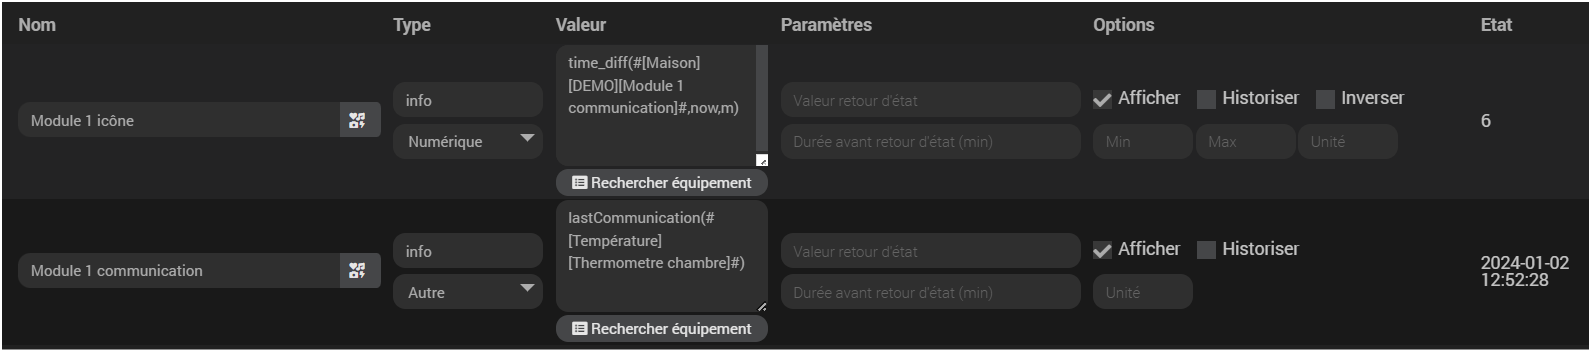 Nom Type Valeur Paramètres Options Etat
Module 1 icône
info
Numérique
time_diff(#[Maison]
[DEMO][Module 1
communication]#,now,m)
Rechercher équipement
Valeur retour d'état
Durée avant retour d'état (min)
Afficher Historiser Inverser
Min Max Unité
6
Module 1 communication
info
Autre
lastCommunication(#
[Température]
[Thermometre chambre]#)
Rechercher équipement
Valeur retour d'état
Durée avant retour d'état (min)
Afficher Historiser
Unité
2024-01-02
12:52:28